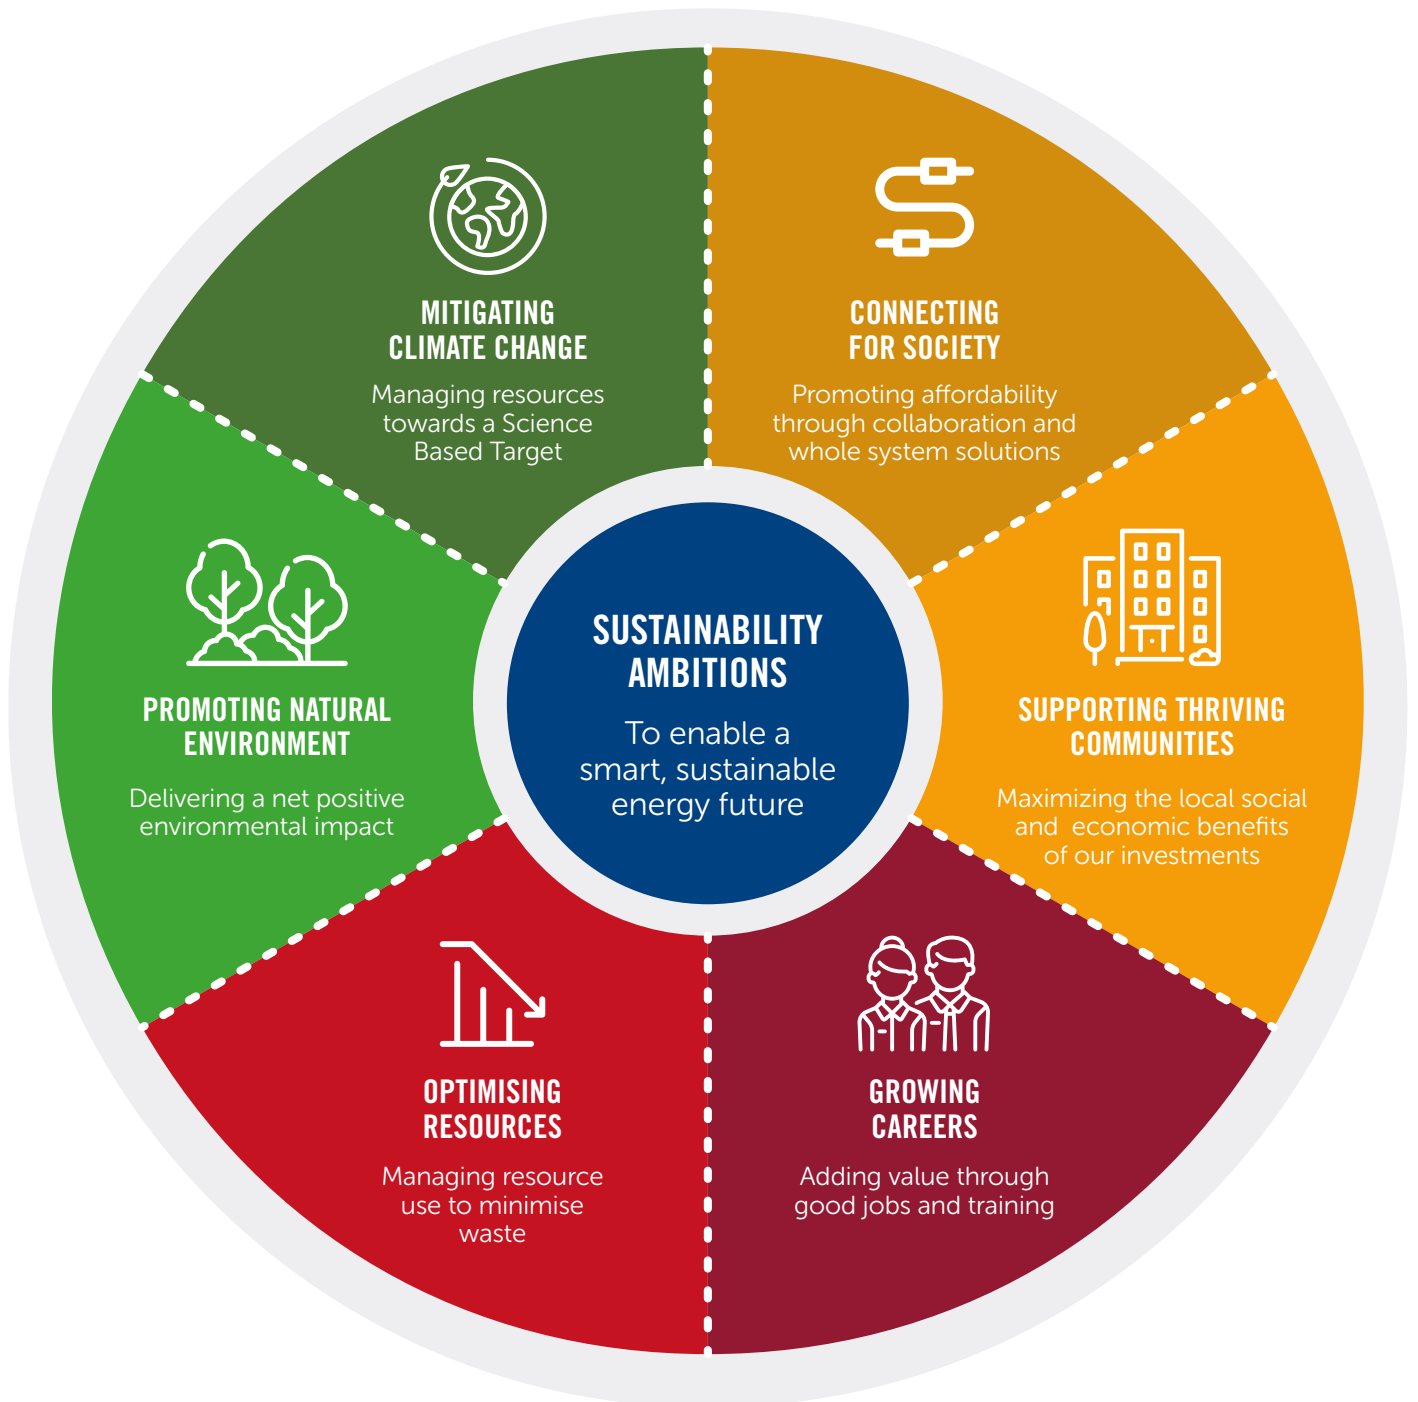 MITIGATING
CLIMATE CHANGE
Managing resources
towards a Science
Based Target
CONNECTING
FOR SOCIETY
Promoting affordability
through collaboration and
whole system solutions
PROMOTING NATURAL
ENVIRONMENT
Delivering a net positive
environmental impact
SUSTAINABILITY
AMBITIONS
To enable a
smart, sustainable
energy future
SUPPORTING THRIVING
COMMUNITIES
Maximizing the local social
and economic benefits
of our investments
OPTIMISING
RESOURCES
Managing resource
use to minimise
waste
GROWING
CAREERS
Adding value through
good jobs and training